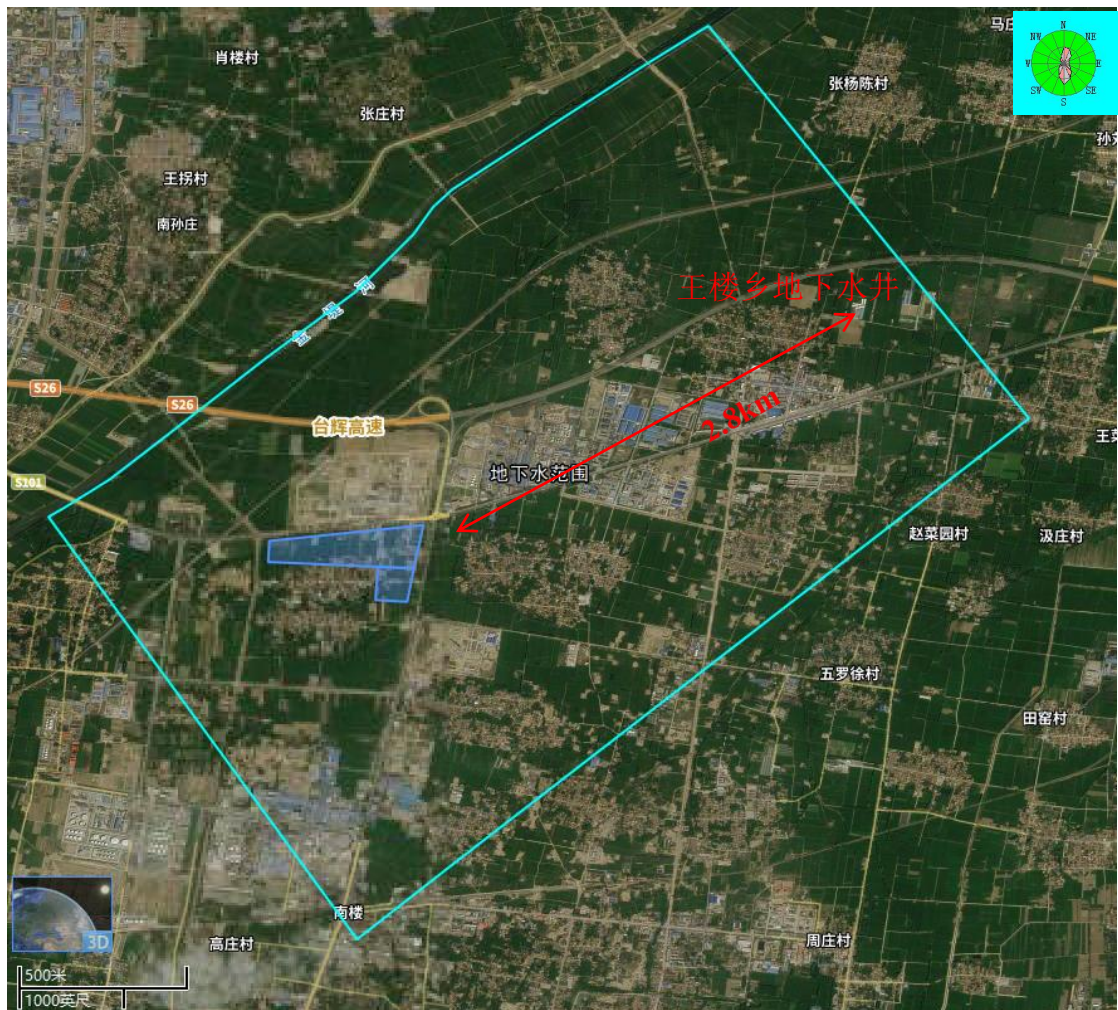 马庄
N
NW
NE
W
E
SW
SE
S
肖楼村
张杨陈村
张庄村
王拐村
南孙庄
王楼乡地下水井
金堤河
S26
S26
台辉高速
2.8km
地下水范围
S101
赵菜园村
汲庄村
五罗徐村
田窑村
南楼
高庄村
周庄村
3D
500米
1000英尺